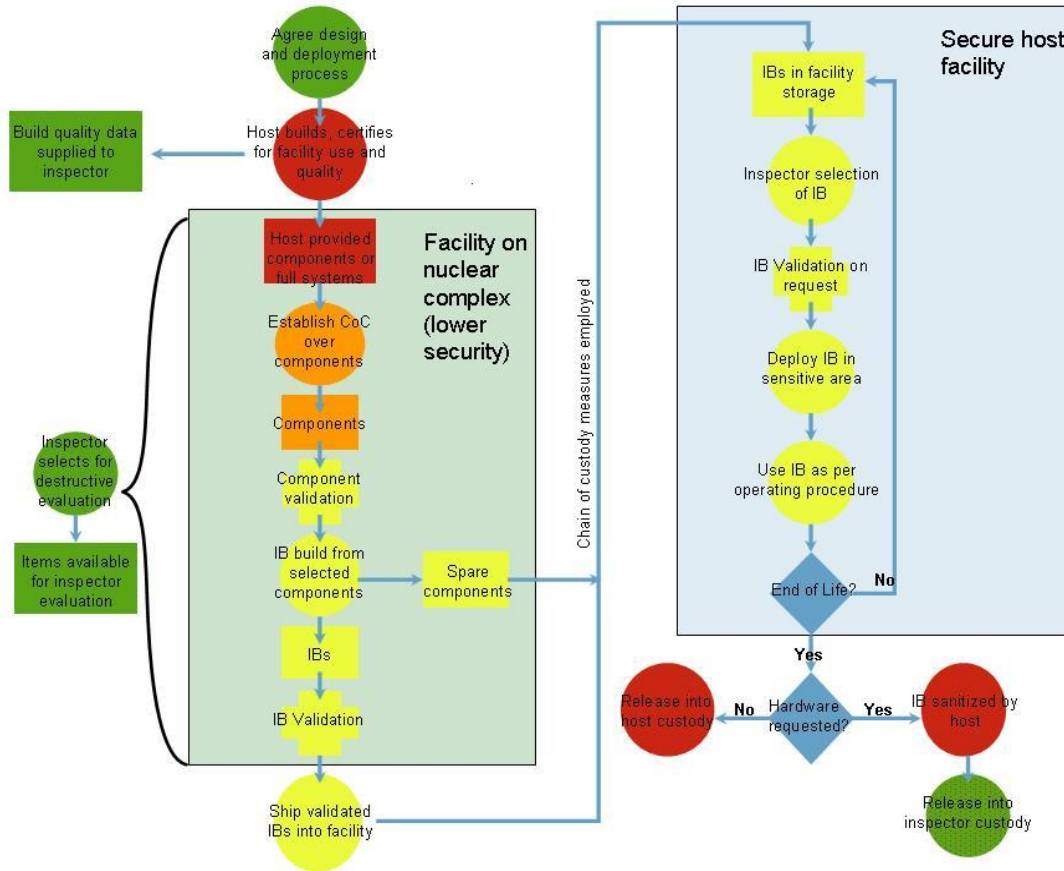 Agree design
and deployment
process
Build quality data
supplied to
inspector
Host builds, certifies
for facility use and
quality
Host provided
components or
full systems
Facility on
nuclear
complex
(lower
security)
Establish CoC
over
components
Components
Inspector
selects for
destructive
evaluation
Items available
for inspector
evaluation
Component
validation
IB build from
selected
components
Spare
components
IBs
IB Validation
Ship validated
IBs into facility
Chain of custody measures employed
Secure host
facility
IBs in facility
storage
Inspector selection
of IB
IB Validation on
request
Deploy IB in
sensitive area
Use IB as per
operating procedure
End of Life?
No
Yes
Release into
host custody
No
Hardware
requested?
Yes
IB sanitized by
host
Release into
inspector custody